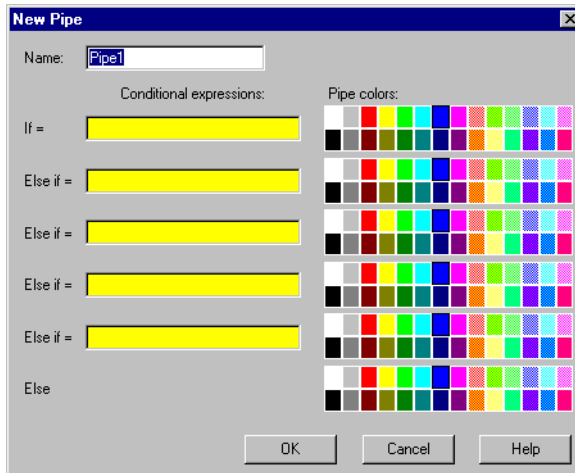 New Pipe
Name: Pipe1
Conditional expressions: Pipe colors:
If =
Else if =
Else if =
Else if =
Else if =
Else
OK Cancel Help